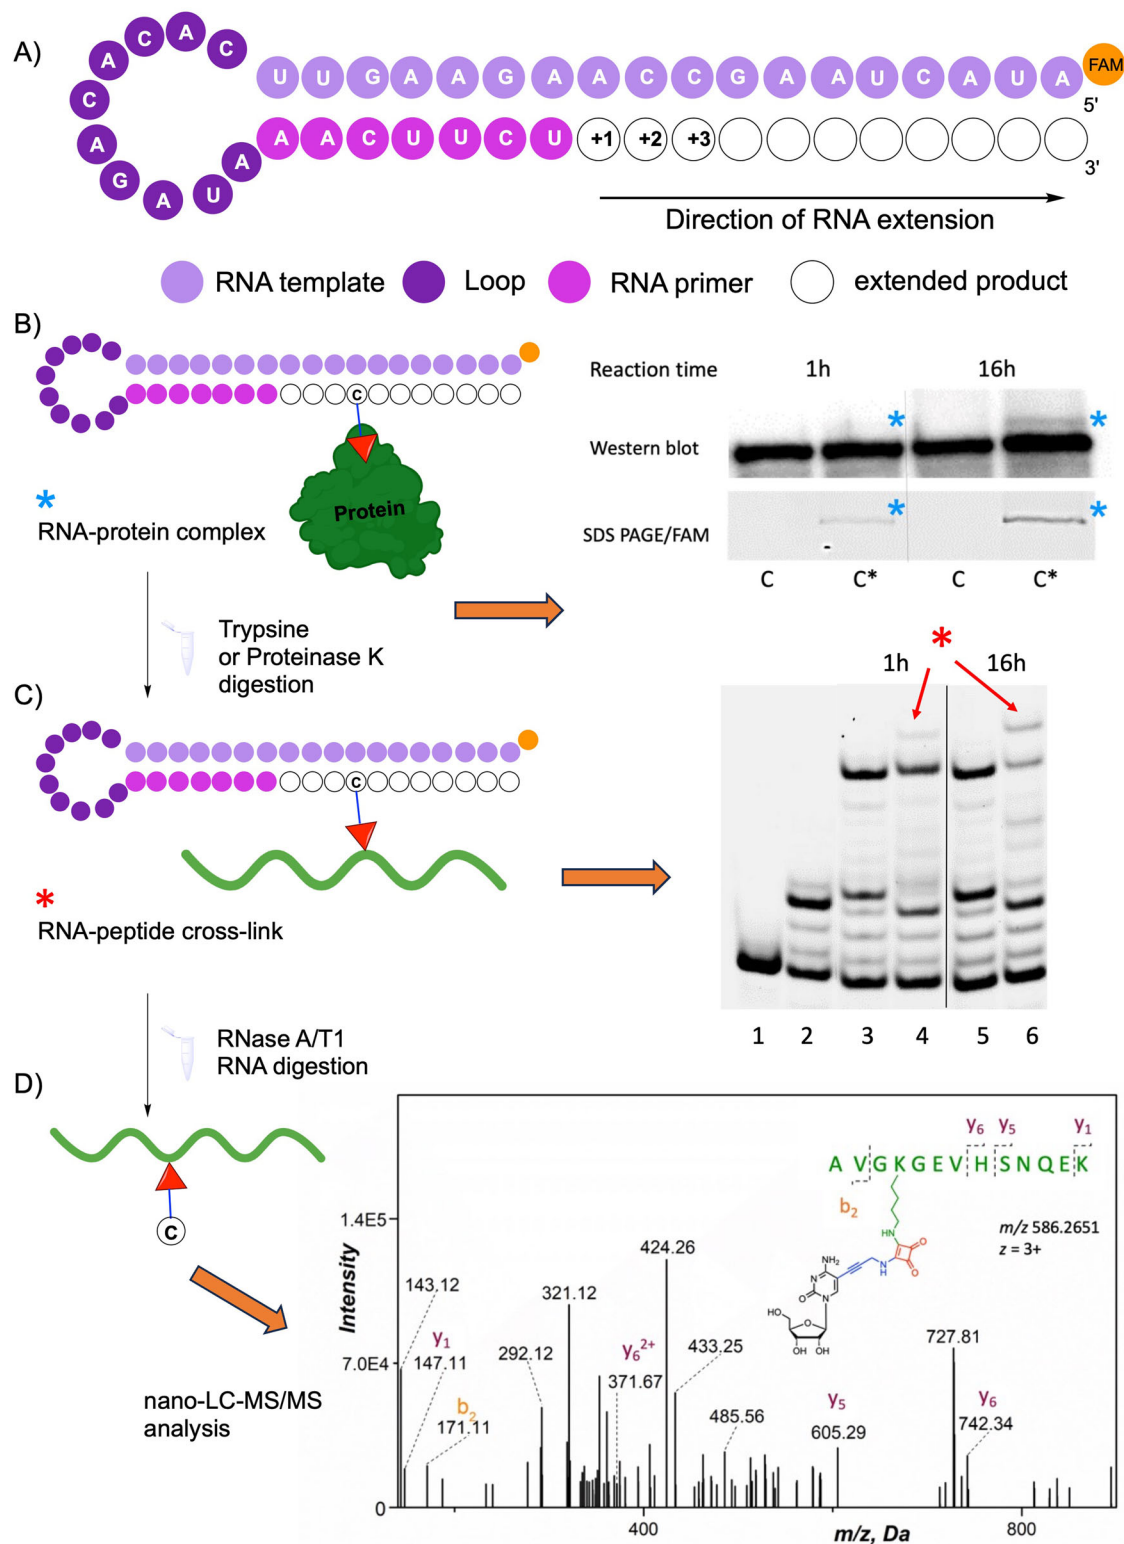 A)
C A C A C A G A U A
U U G A A G A A C C G A A U C A U A
FAM
5'
A A C U U C U +1 +2 +3
3'
Direction of RNA extension
RNA template Loop RNA primer extended product
B)
c
Protein
*
RNA-protein complex
Reaction time 1h 16h
Western blot * *
SDS PAGE/FAM * *
C C* C C*
Trypsine
or Proteinase K
digestion
C)
c
*
RNA-peptide cross-link
*
1h 16h
1 2 3 4 5 6
RNase A/T1
RNA digestion
D)
c
nano-LC-MS/MS
analysis
y6 y5 y1
A V G K G E V H S N Q E K
b2
m/z 586.2651
z = 3+
HN O
NH2
N N H O
O N
HO
O
OH OH
Intensity
1.4E5
7.0E4
0
143.12
y1
147.11
b2
171.11
292.12
321.12
y6 2+
371.67
424.26
433.25
485.56
y5
605.29
727.81
y6
742.34
400 800
m/z, Da